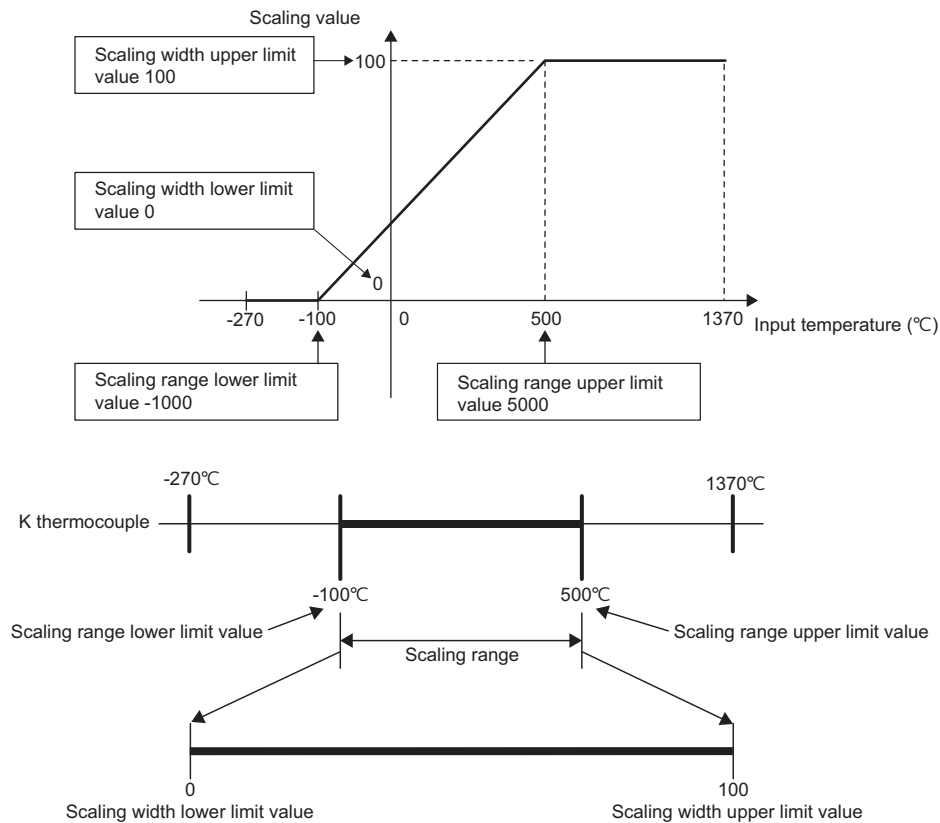 Scaling value
Scaling width upper limit
value 100
100
Scaling width lower limit
value 0
0
-270
-100
0
500
1370
Input temperature (℃)
Scaling range lower limit
value -1000
Scaling range upper limit
value 5000
-270℃
1370℃
K thermocouple
-100℃
500℃
Scaling range lower limit value
Scaling range upper limit value
Scaling range
0
100
Scaling width lower limit value
Scaling width upper limit value